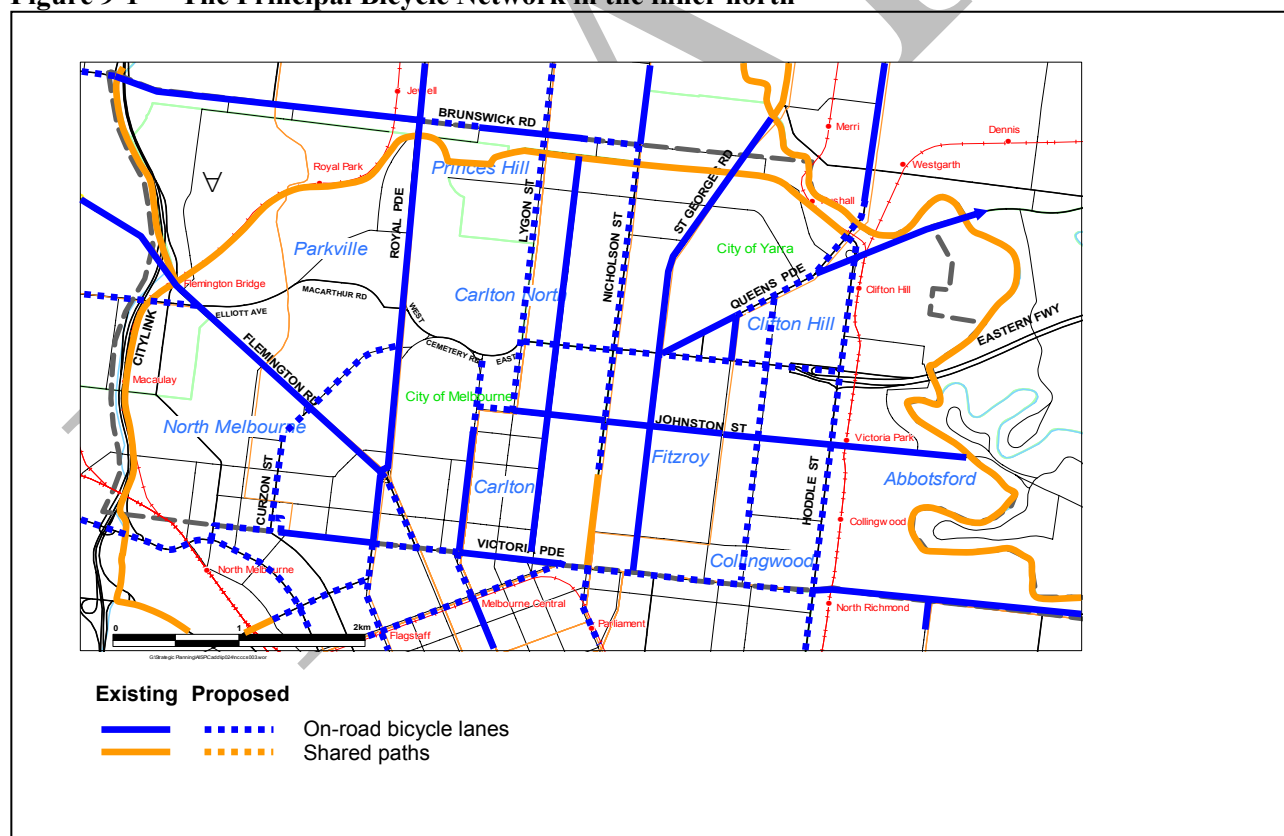 Figure 9-1 The Principal Bicycle Network in the inner north
Jewell
BRUNSWICK RD
Merri
Dennis
Royal Park
Princes Hill
Westgarth
ST GEORGES RD
LYGON ST
ROYAL PDE
NICHOLSON ST
Rushall
Parkville
City of Yarra
Flemington Bridge
MACARTHUR RD
Carlton North
QUEENS PDE
Clifton Hill
ELLIOTT AVE
WEST
Clifton Hill
CITYLINK
FLEMINGTON RD
CEMETERY RD
EAST
EASTERN FWY
Macaulay
City of Melbourne
North Melbourne
JOHNSTON ST
Victoria Park
Fitzroy
CURZON ST
Carlton
HODDLE ST
Abbotsford
Collingwood
VICTORIA PDE
Collingwood
North Melbourne
Melbourne Central
North Richmond
Parliament
Flagstaff
0 1 2km
Existing Proposed
On-road bicycle lanes
Shared paths